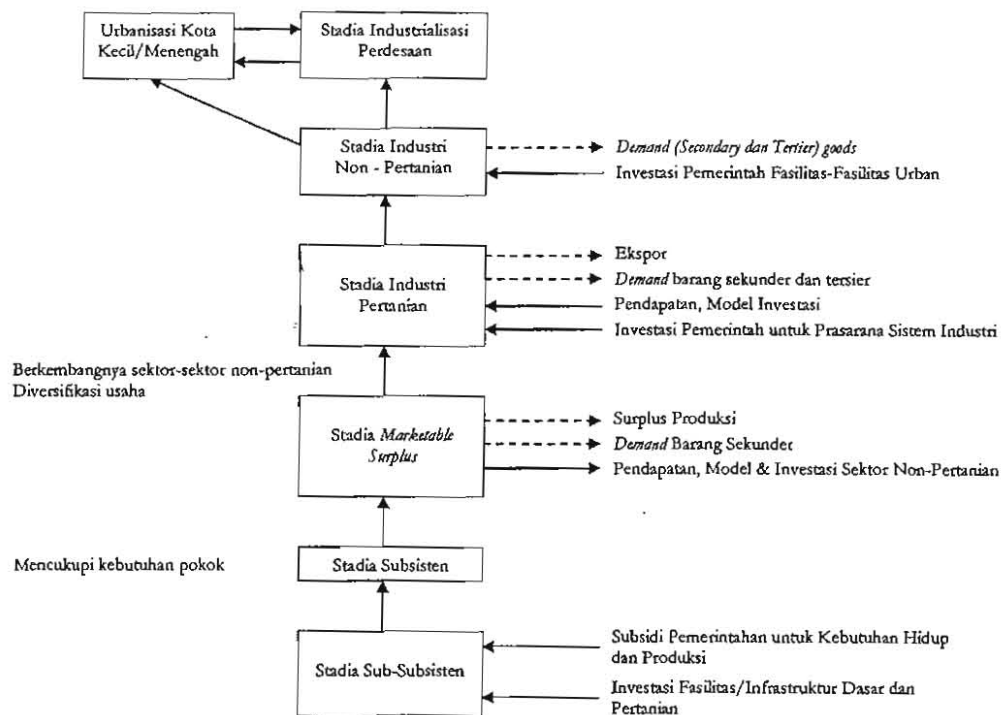 Urbanisasi Kota
Kecil/Menengah
Stadia Industrialisasi
Perdesaan
Stadia Industri
Non - Pertanian
Demand (Secondary dan Tertier) goods
Investasi Pemerintah Fasilitas-Fasilitas Urban
Stadia Industri
Pertanian
Ekspor
Demand barang sekunder dan tersier
Pendapatan, Model Investasi
Investasi Pemerintah untuk Prasarana Sistem Industri
Berkembangnya sektor-sektor non-pertanian
Diversifikasi usaha
Stadia Marketable
Surplus
Surplus Produksi
Demand Barang Sekunder
Pendapatan, Model & Investasi Sektor Non-Pertanian
Mencukupi kebutuhan pokok
Stadia Subsisten
Stadia Sub-Subsisten
Subsidi Pemerintahan untuk Kebutuhan Hidup
dan Produksi
Investasi Fasilitas/Infrastruktur Dasar dan
Pertanian